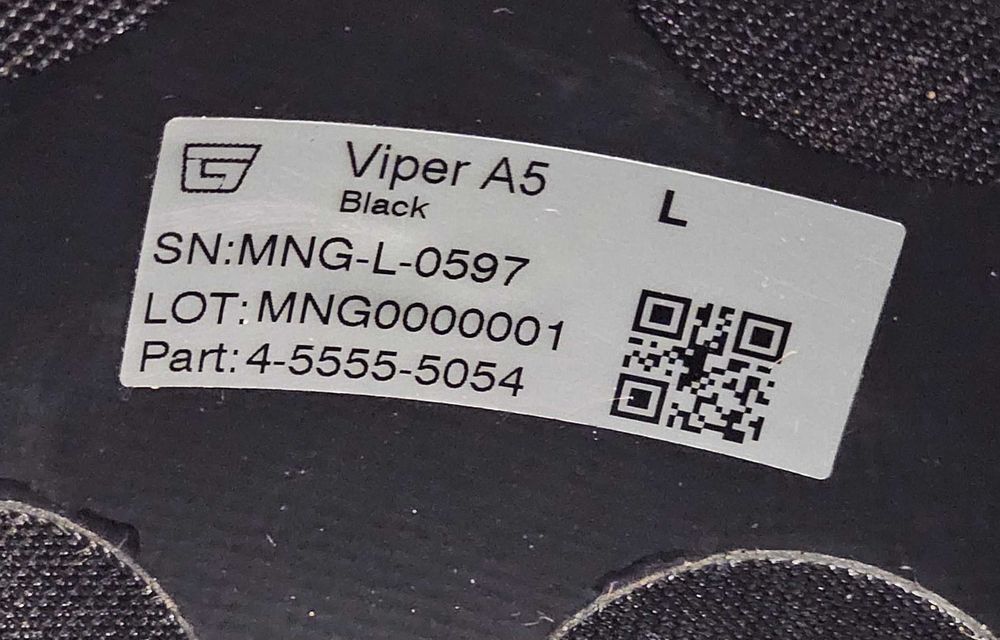 Viper A5
Black
L
SN:MNG-L-0597
LOT: MNG0000001
Part: 4-5555-5054